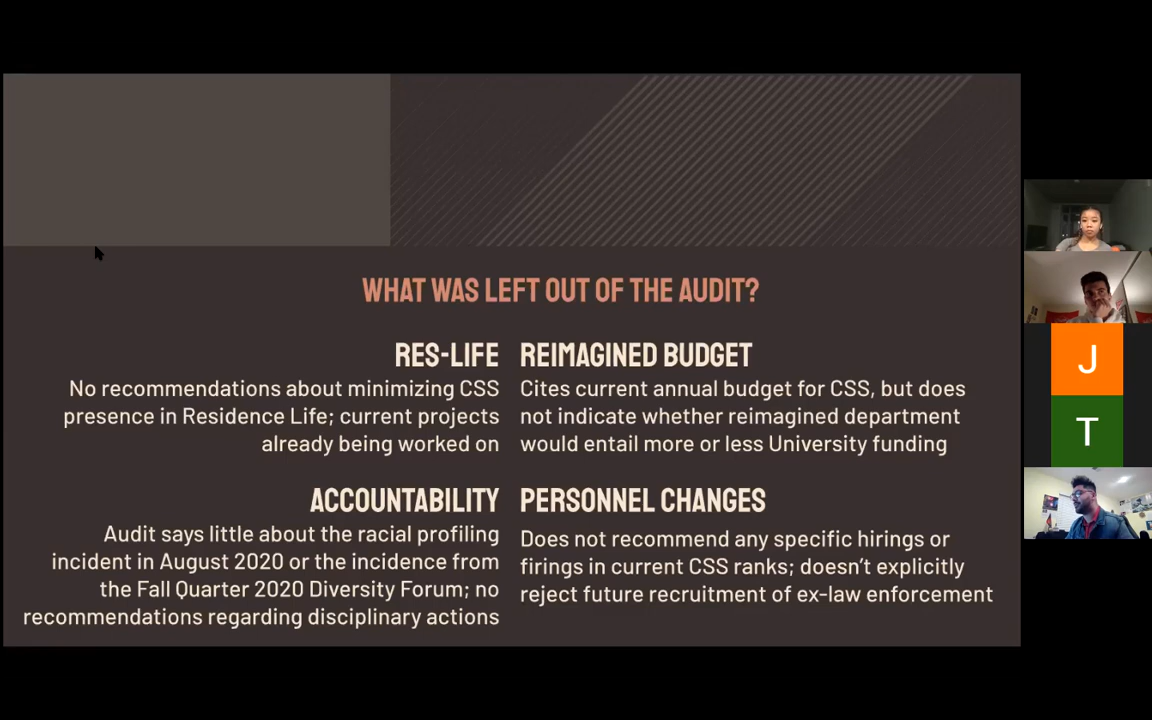 WHAT WAS LEFT OUT OF THE AUDIT?
RES-LIFE
No recommendations about minimizing CSS
presence in Residence Life; current projects
already being worked on
REIMAGINED BUDGET
Cites current annual budget for CSS, but does
not indicate whether reimagined department
would entail more or less University funding
ACCOUNTABILITY
Audit says little about the racial profiling
incident in August 2020 or the incidence from
the Fall Quarter 2020 Diversity Forum; no
recommendations regarding disciplinary actions
PERSONNEL CHANGES
Does not recommend any specific hirings or
firings in current CSS ranks; doesn't explicitly
reject future recruitment of ex-law enforcement
J
T